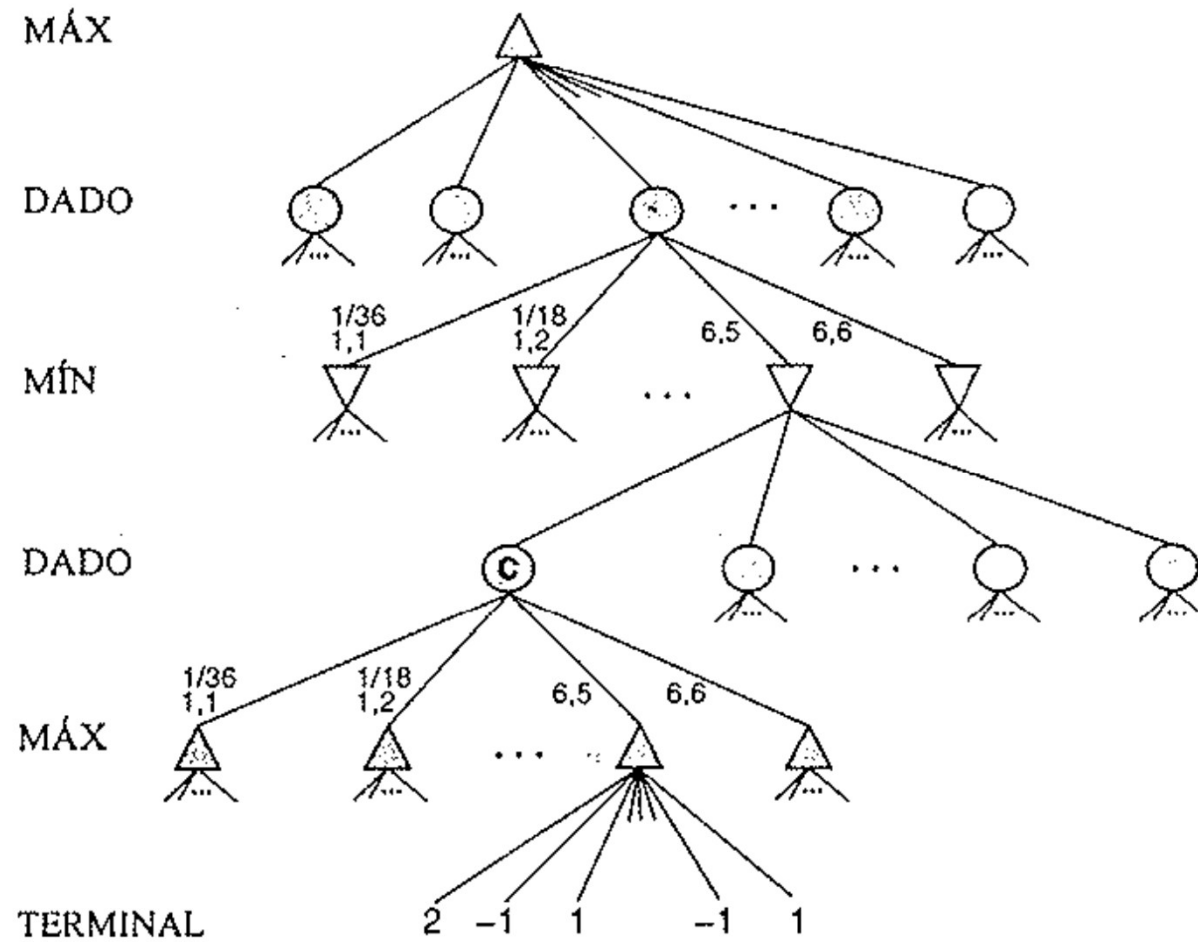 MÁX
DADO
... ... ... ... ...
1/36 1/18
1,1 1,2 6,5 6,6
MÍN
... ... ... ...
DADO C
... ... ... ...
1/36 1/18
1,1 1,2 6,5 6,6
MÁX
... ... ... ...
TERMINAL 2 −1 1 −1 1